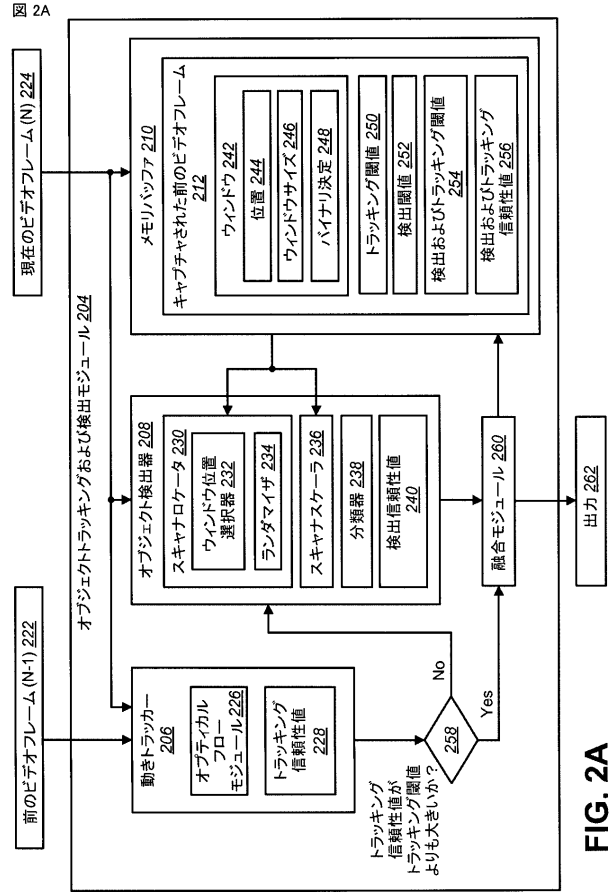 図 2A
前のビデオフレーム (N-1) 222
現在のビデオフレーム (N) 224
オブジェクトトラッキングおよび検出モジュール 204
動きトラッカー
206
オプティカル
フロー
モジュール 226
トラッキング
信頼性値
228
トラッキング
信頼性値が
トラッキング閾値
よりも大きいか？
258
No
Yes
オブジェクト検出器 208
スキャナロケータ 230
ウィンドウ位置
選択器 232
ランダマイザ 234
スキャナスケーラ 236
分類器 238
検出信頼性値
240
メモリバッファ 210
キャプチャされた前のビデオフレーム
212
ウィンドウ 242
位置 244
ウィンドウサイズ 246
バイナリ決定 248
トラッキング閾値 250
検出閾値 252
検出およびトラッキング閾値
254
検出およびトラッキング
信頼性値 256
融合モジュール 260
出力 262
FIG. 2A